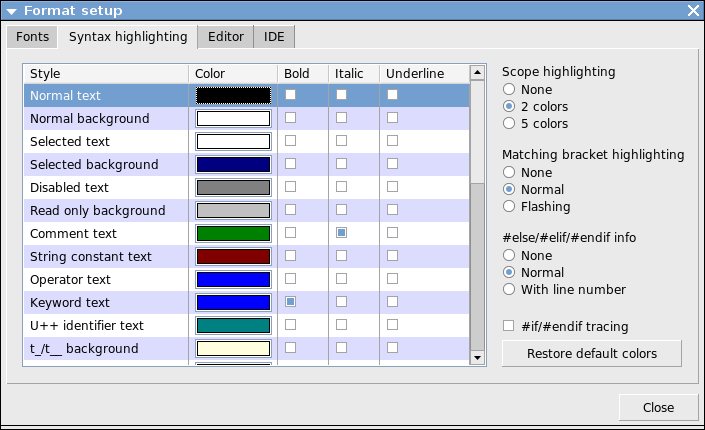 Format setup
Fonts Syntax highlighting Editor IDE
Style Color Bold Italic Underline
Normal text
Normal background
Selected text
Selected background
Disabled text
Read only background
Comment text
String constant text
Operator text
Keyword text
U++ identifier text
t_/t__ background
Scope highlighting
None
2 colors
5 colors
Matching bracket highlighting
None
Normal
Flashing
#else/#elif/#endif info
None
Normal
With line number
#if/#endif tracing
Restore default colors
Close